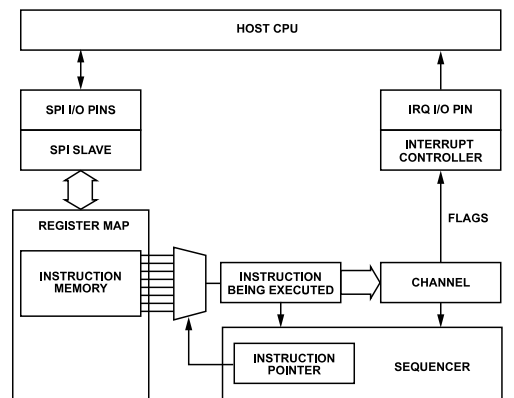 HOST CPU
SPI I/O PINS
SPI SLAVE
IRQ I/O PIN
INTERRUPT
CONTROLLER
FLAGS
REGISTER MAP
INSTRUCTION
MEMORY
INSTRUCTION
BEING EXECUTED
CHANNEL
INSTRUCTION
POINTER
SEQUENCER